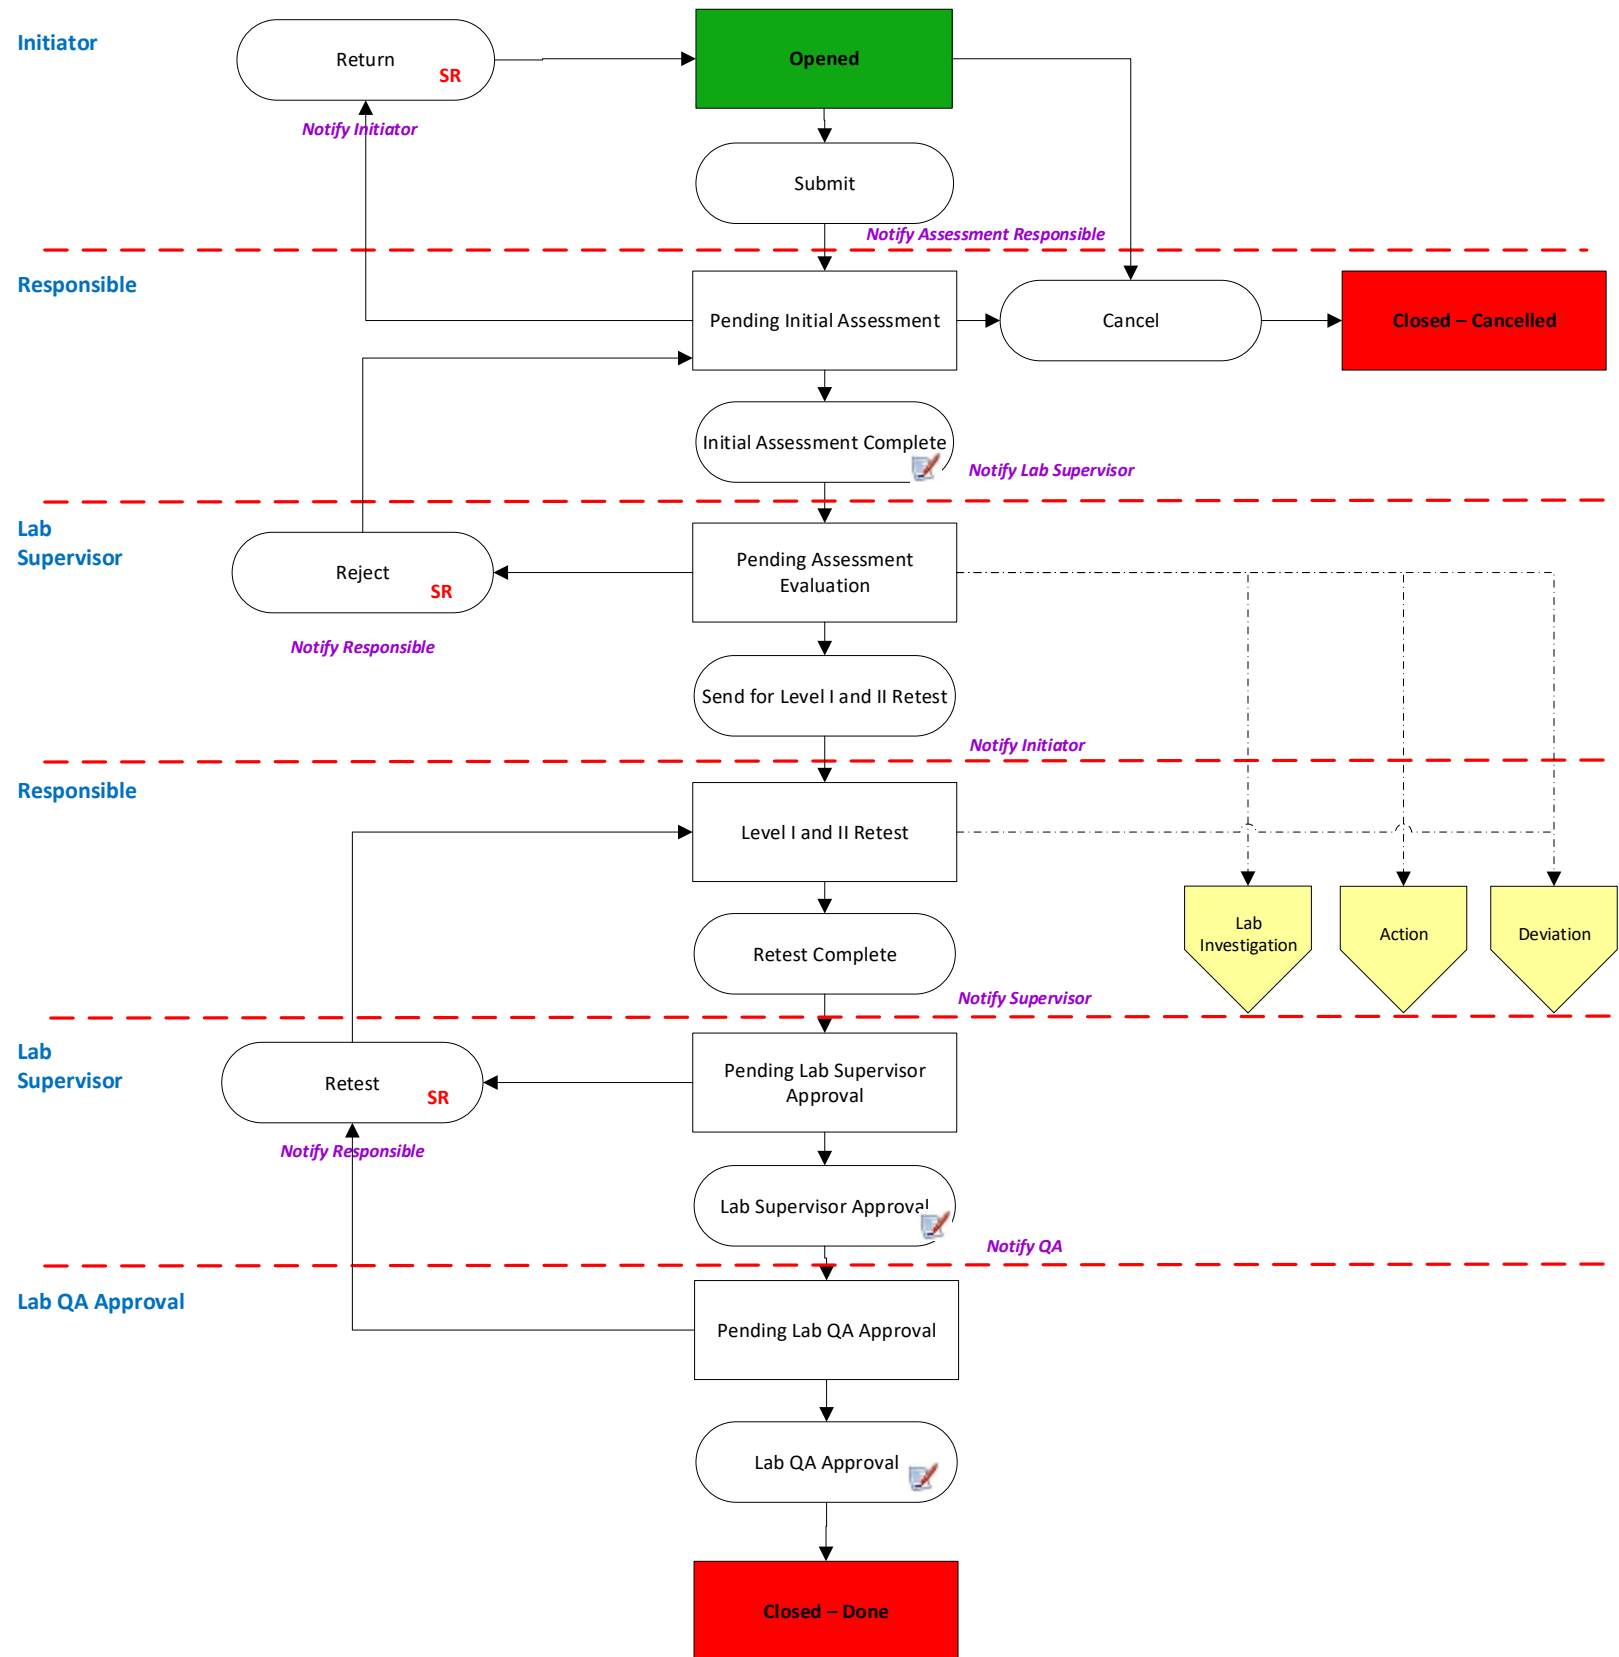 Initiator
Return
SR
Opened
Notify Initiator
Submit
Notify Assessment Responsible
Responsible
Pending Initial Assessment
Cancel
Closed – Cancelled
Initial Assessment Complete
Notify Lab Supervisor
Lab
Supervisor
Reject
SR
Pending Assessment
Evaluation
Notify Responsible
Send for Level I and II Retest
Notify Initiator
Responsible
Level I and II Retest
Lab
Investigation
Action
Deviation
Retest Complete
Notify Supervisor
Lab
Supervisor
Retest
SR
Pending Lab Supervisor
Approval
Notify Responsible
Lab Supervisor Approval
Notify QA
Lab QA Approval
Pending Lab QA Approval
Lab QA Approval
Closed – Done